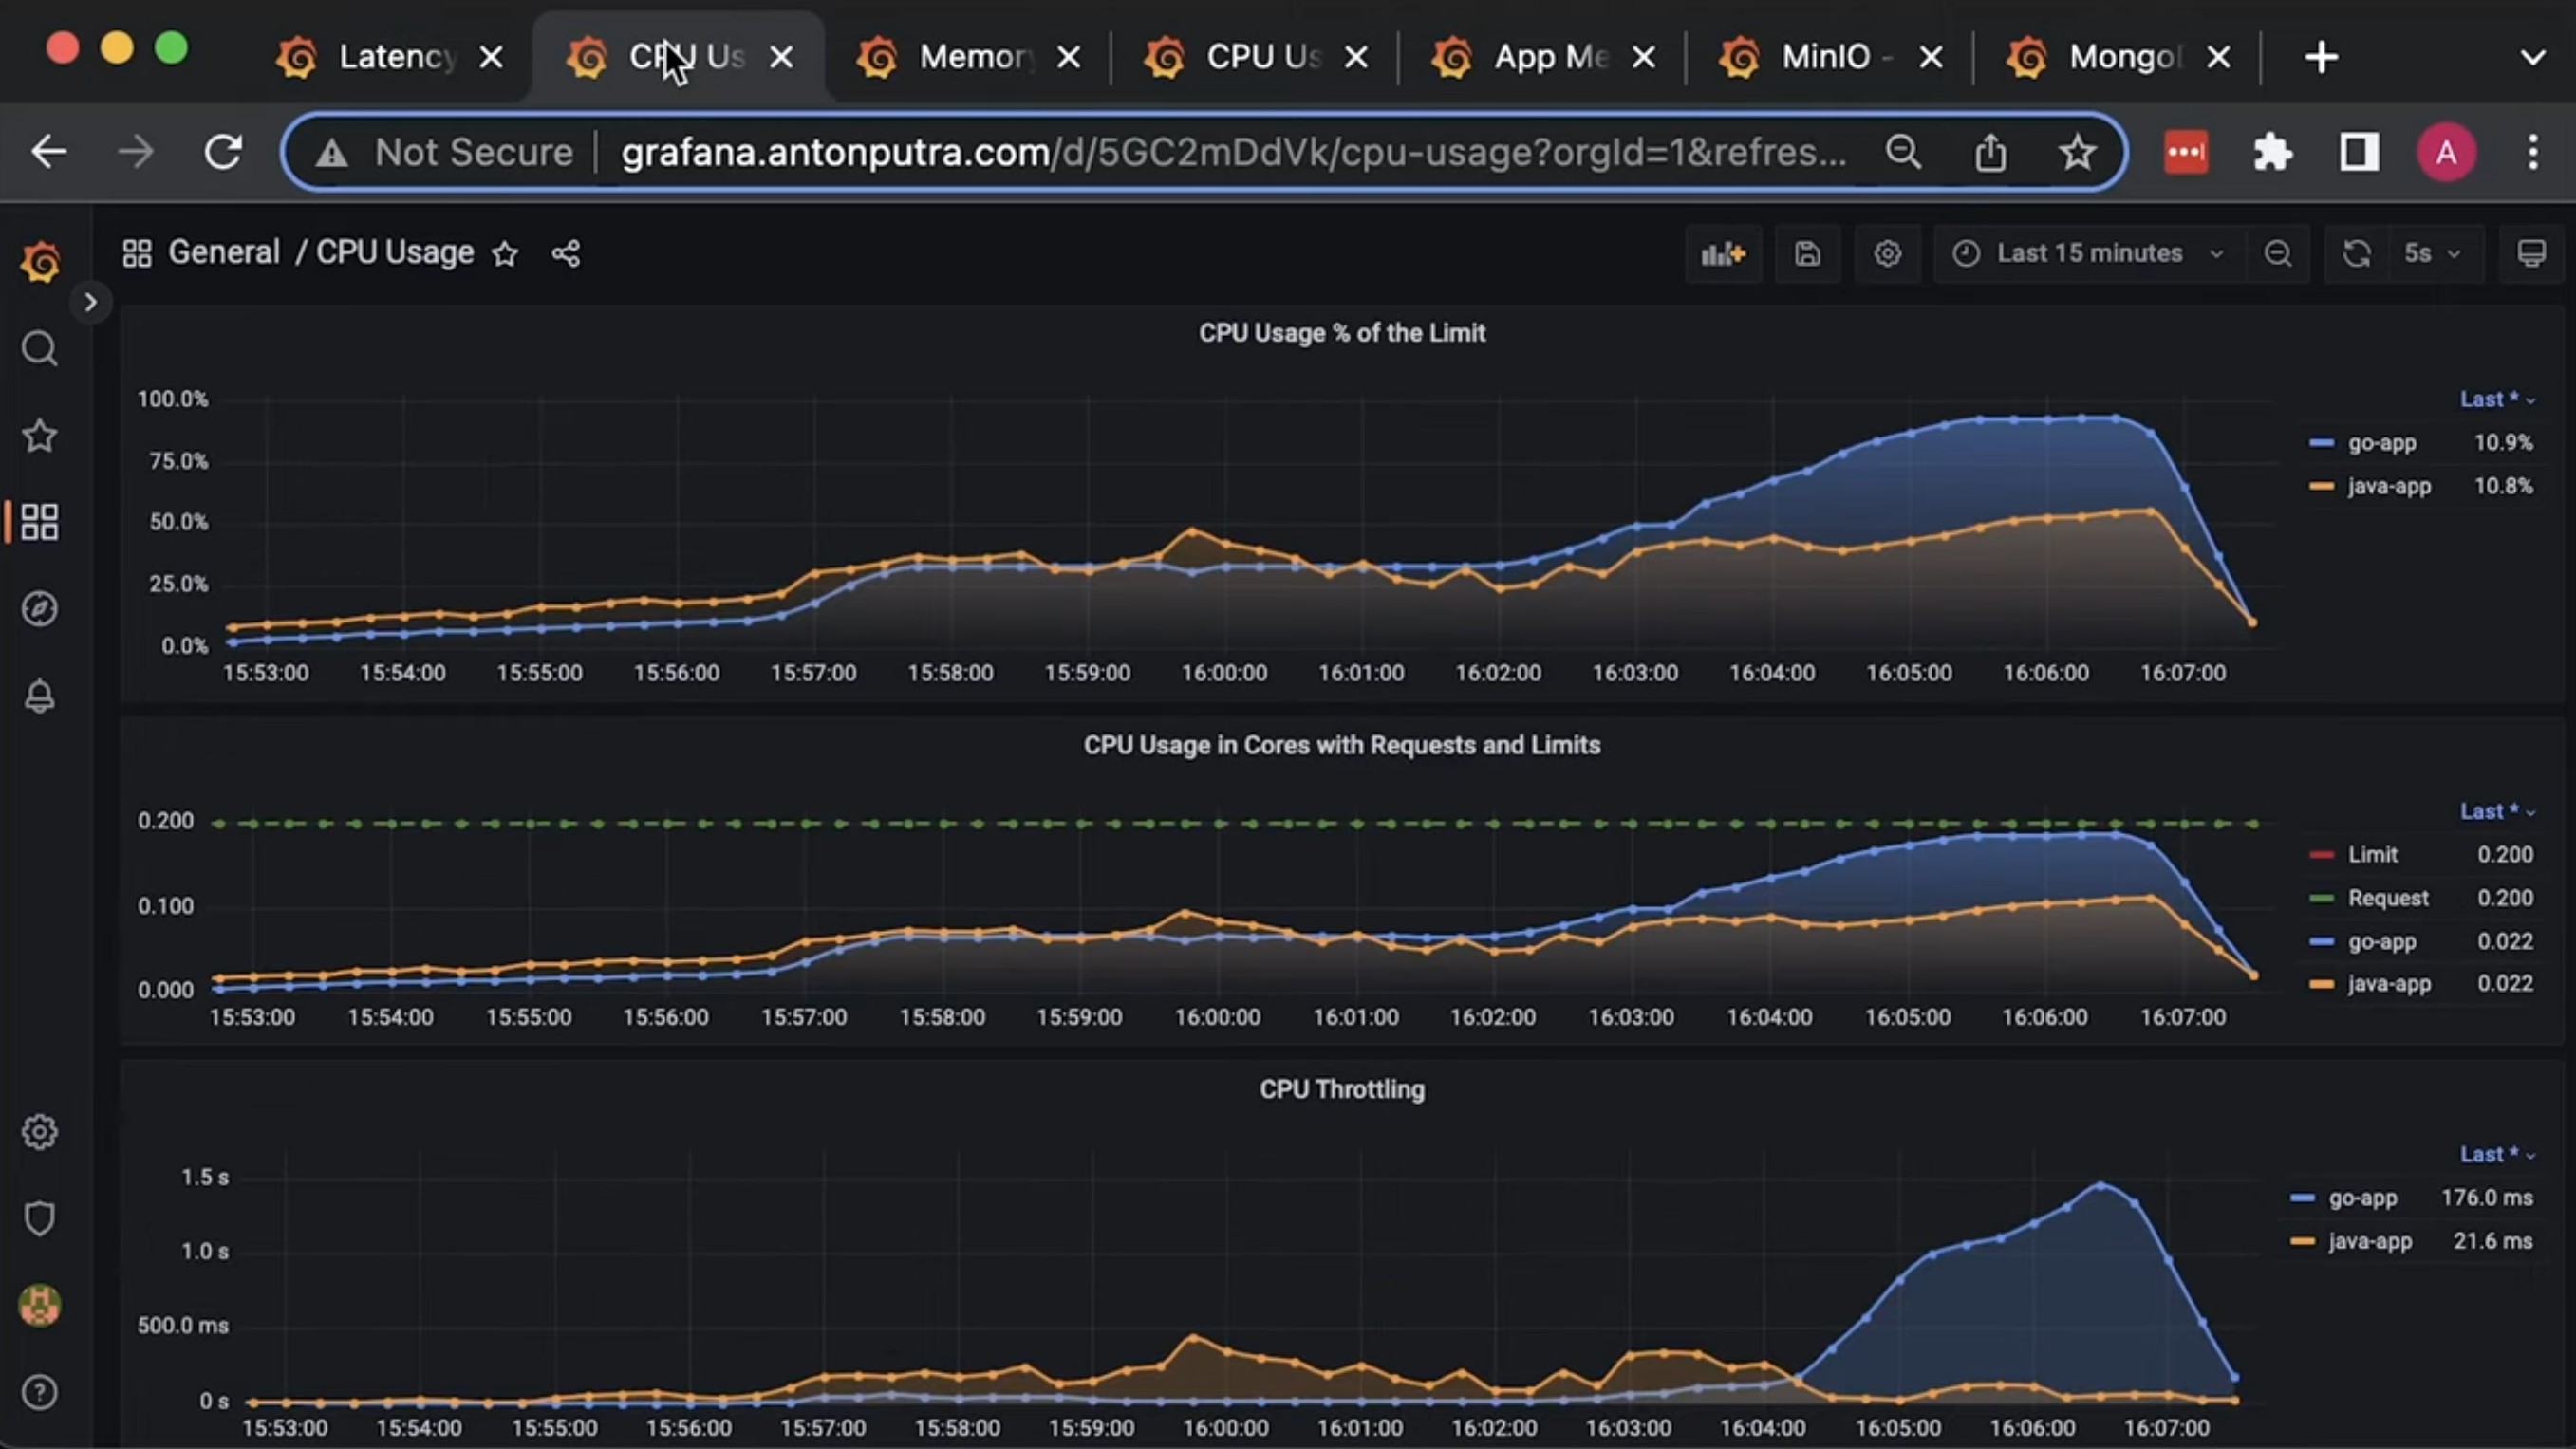 Latency
CPU Us
Memor
CPU Us
App Me
MinIO -
Mongo
Not Secure
grafana.antonputra.com/d/5GC2mDdVk/cpu-usage?orgId=1&refres...
A
General / CPU Usage
Last 15 minutes
5s
CPU Usage % of the Limit
100.0%
75.0%
50.0%
25.0%
0.0%
15:53:00 15:54:00 15:55:00 15:56:00 15:57:00 15:58:00 15:59:00 16:00:00 16:01:00 16:02:00 16:03:00 16:04:00 16:05:00 16:06:00 16:07:00
Last *
go-app 10.9%
java-app 10.8%
CPU Usage in Cores with Requests and Limits
0.200
0.100
0.000
15:53:00 15:54:00 15:55:00 15:56:00 15:57:00 15:58:00 15:59:00 16:00:00 16:01:00 16:02:00 16:03:00 16:04:00 16:05:00 16:06:00 16:07:00
Last *
Limit 0.200
Request 0.200
go-app 0.022
java-app 0.022
CPU Throttling
1.5 s
1.0 s
500.0 ms
0 s
15:53:00 15:54:00 15:55:00 15:56:00 15:57:00 15:58:00 15:59:00 16:00:00 16:01:00 16:02:00 16:03:00 16:04:00 16:05:00 16:06:00 16:07:00
Last *
go-app 176.0 ms
java-app 21.6 ms